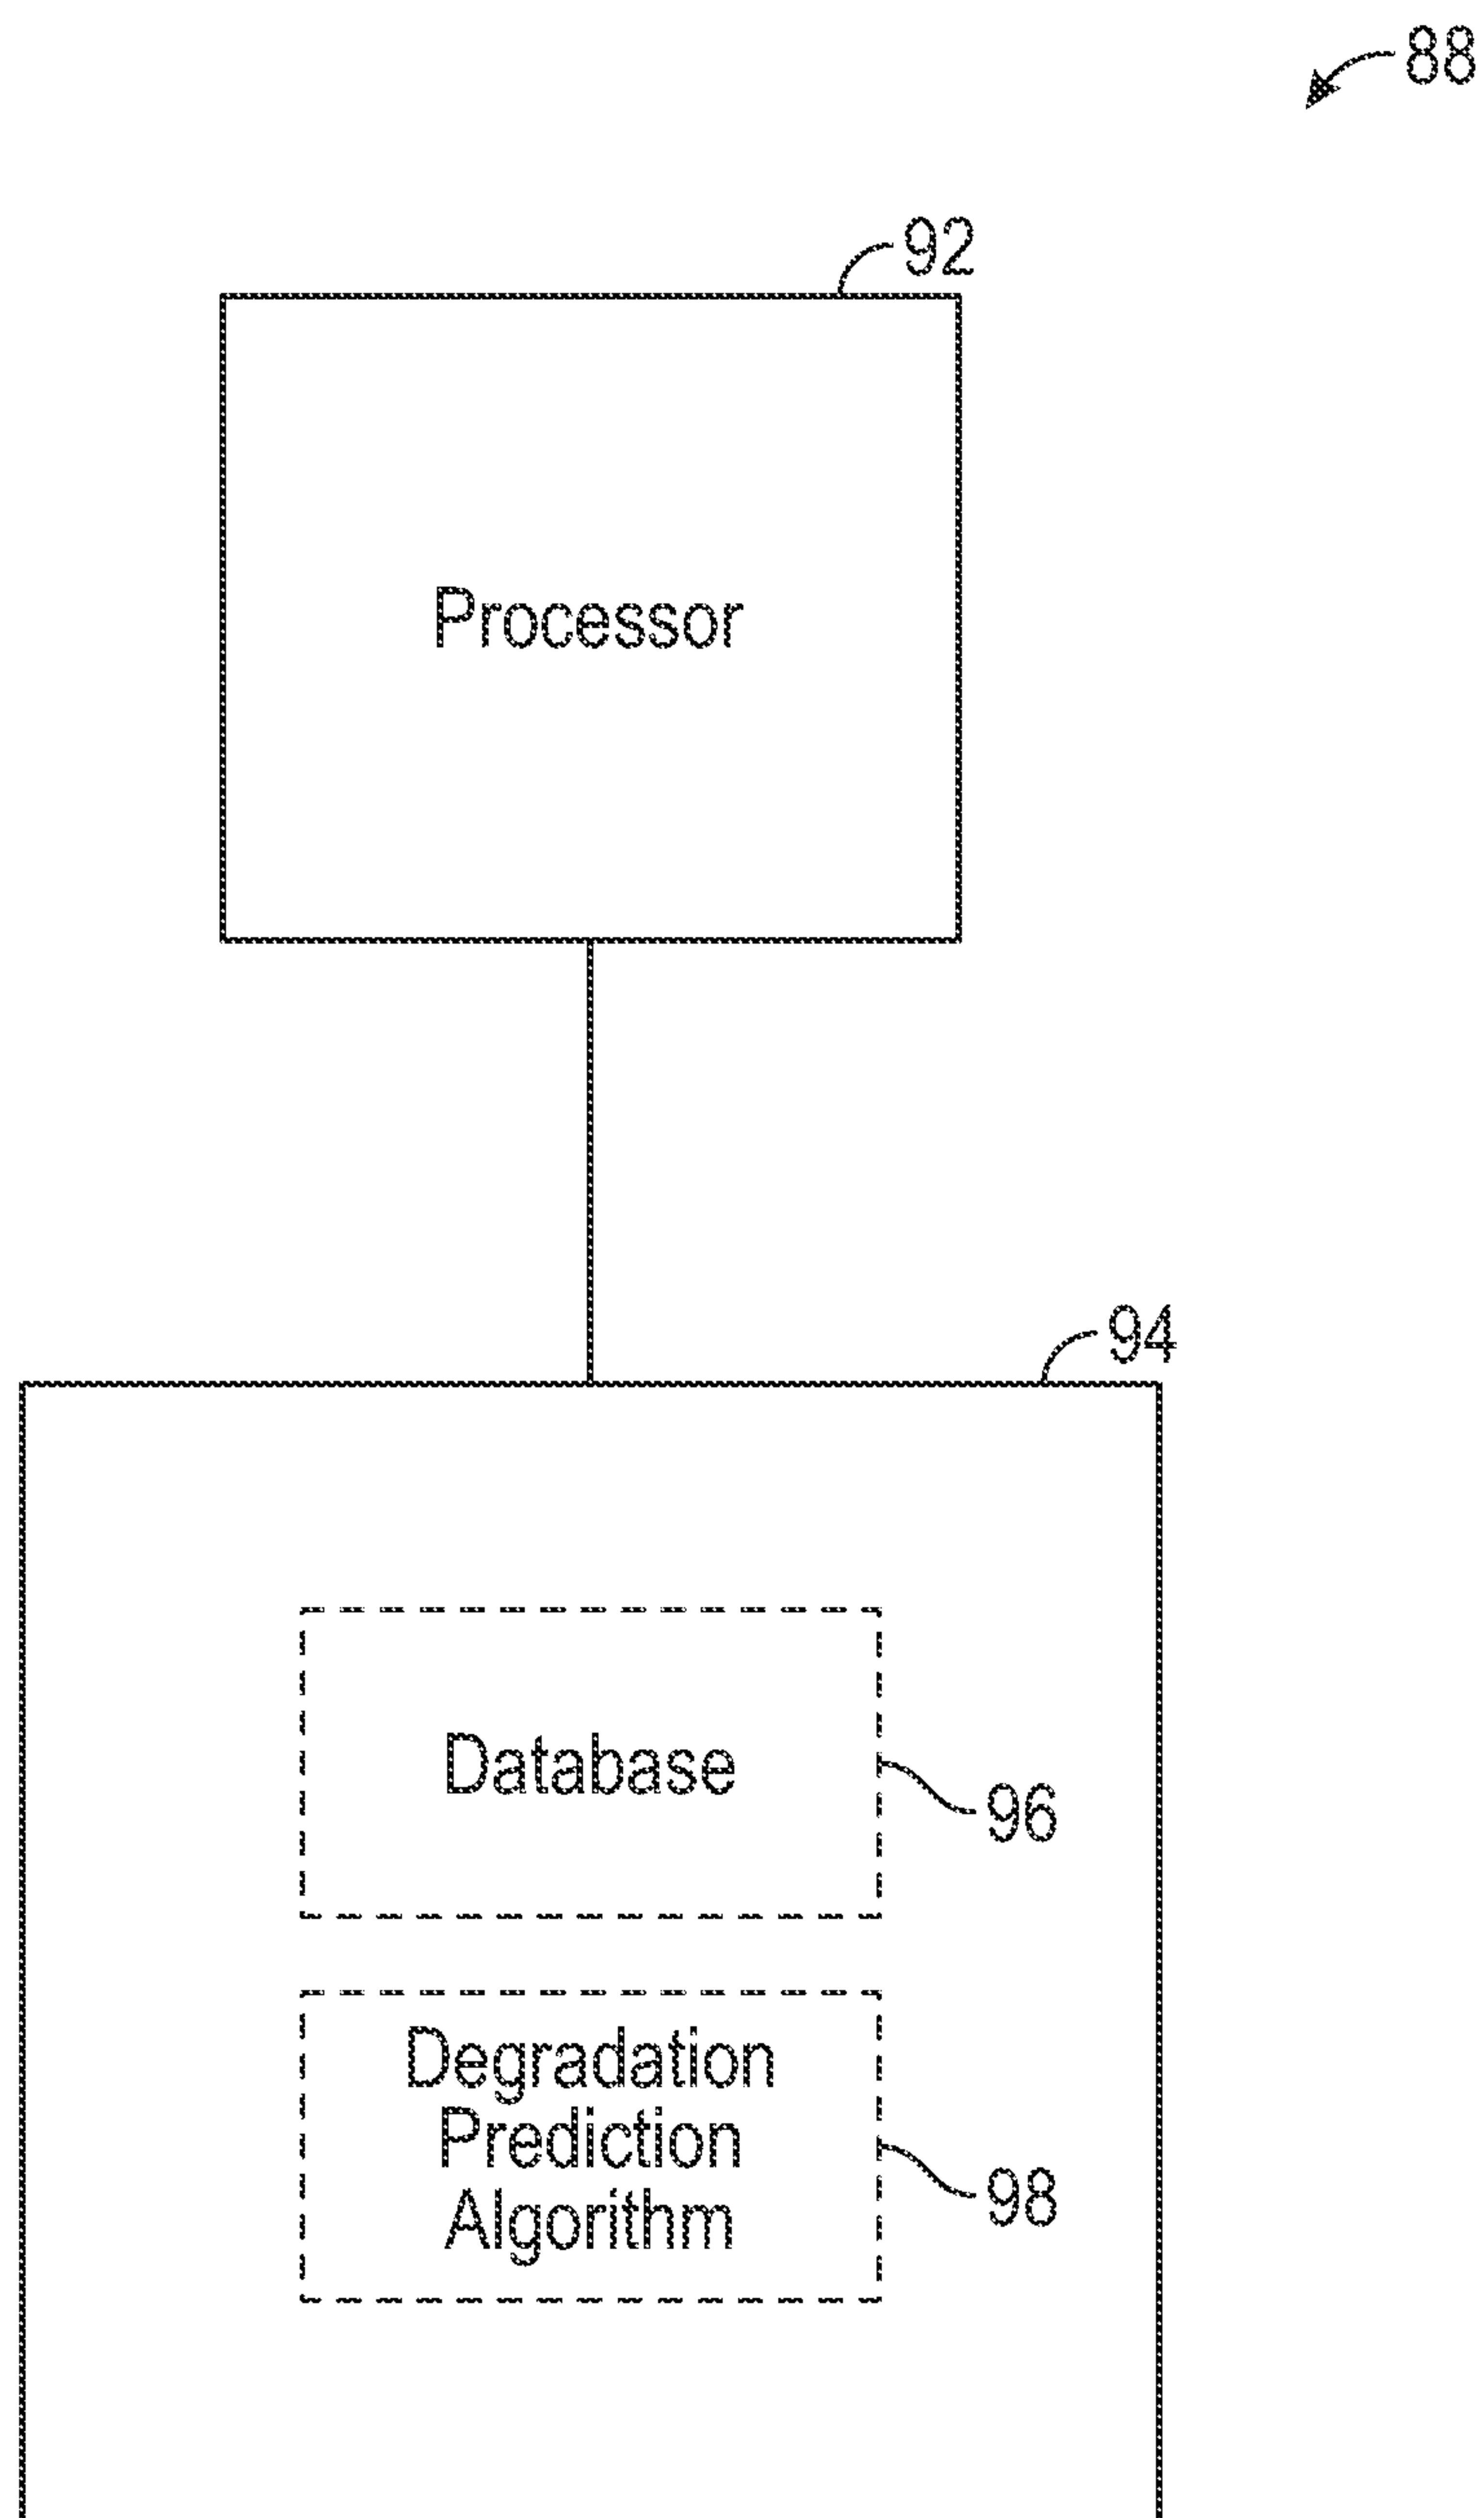 88
92
Processor
94
Database
96
Degradation
Prediction
Algorithm
98